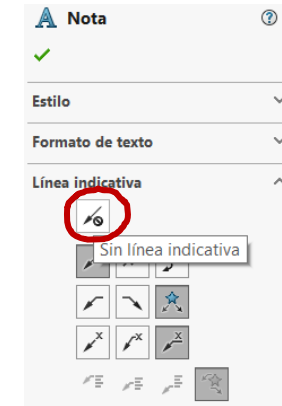 Nota
Estilo
Formato de texto
Línea indicativa
Sin línea indicativa